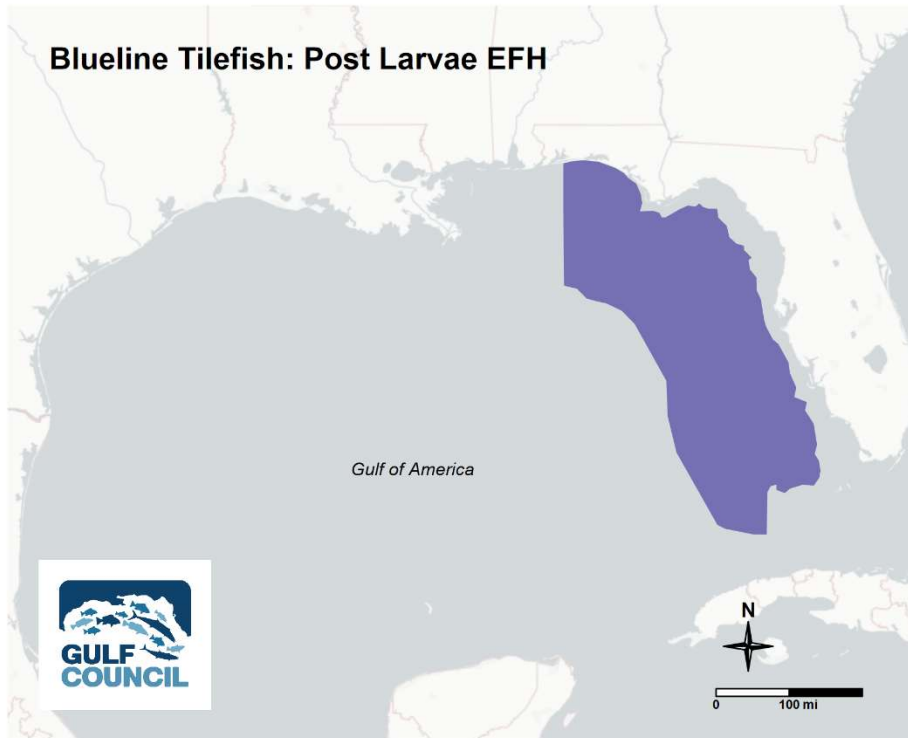 Blueline Tilefish: Post Larvae EFH
Gulf of America
GULF
COUNCIL
N
0 100 mi